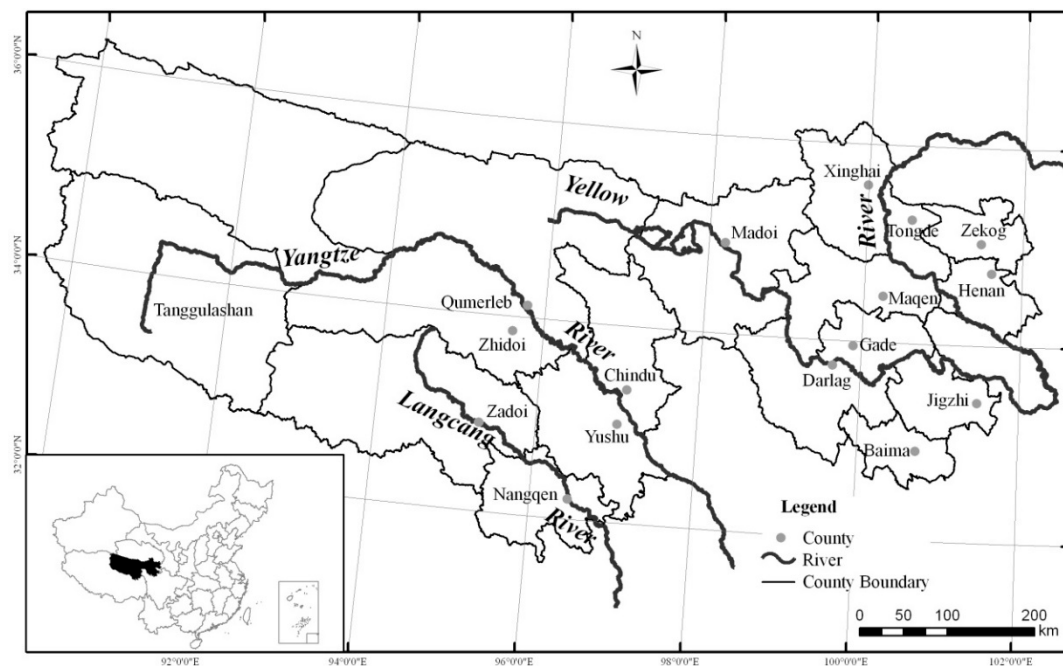 N
36°0'0"N
34°0'0"N
32°0'0"N
Xinghai
Yellow
River
Tongde
Zekog
Madoi
Yangtze
Henan
Maqen
Tanggulashan
Qumerleb
Zhidoi
River
Gade
Darlag
Chindu
Jigzhi
Langcang
Zadoi
Yushu
Baima
Nangqen
River
Legend
County
River
County Boundary
0 50 100 200
km
92°0'0"E 94°0'0"E 96°0'0"E 98°0'0"E 100°0'0"E 102°0'0"E